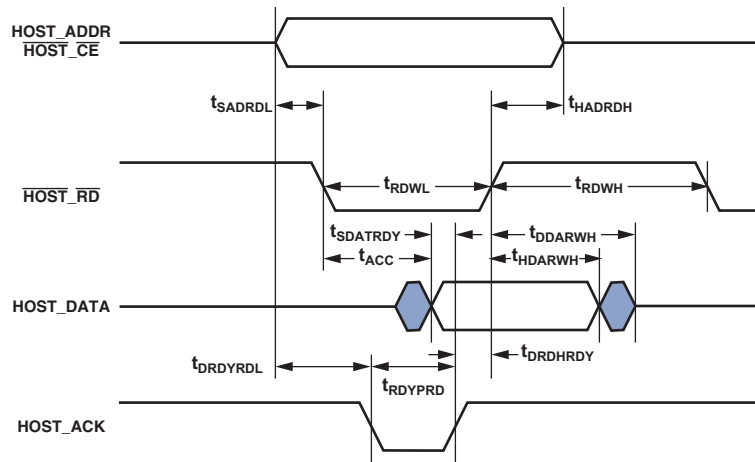 HOST_ADDR
HOST_CE
tSADRDL
tHADRDH
HOST_RD
tRDWL
tRDWH
tSDATRDY
tDDARWH
tACC
tHDARWH
HOST_DATA
tDRDYRDL
tRDYPRD
tDRDHRDY
HOST_ACK